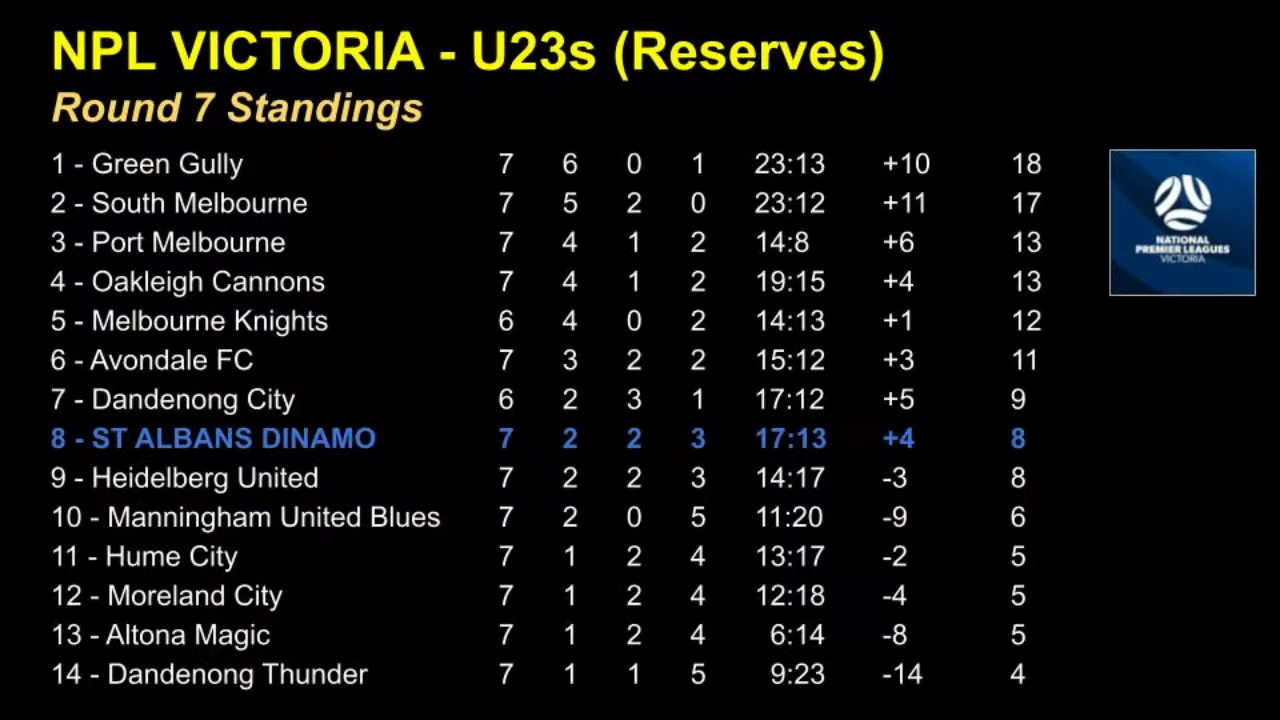 NPL VICTORIA - U23s (Reserves)
Round 7 Standings
1 - Green Gully 7 6 0 1 23:13 +10 18
2 - South Melbourne 7 5 2 0 23:12 +11 17
3 - Port Melbourne 7 4 1 2 14:8 +6 13
4 - Oakleigh Cannons 7 4 1 2 19:15 +4 13
5 - Melbourne Knights 6 4 0 2 14:13 +1 12
6 - Avondale FC 7 3 2 2 15:12 +3 11
7 - Dandenong City 6 2 3 1 17:12 +5 9
8 - ST ALBANS DINAMO 7 2 2 3 17:13 +4 8
9 - Heidelberg United 7 2 2 3 14:17 -3 8
10 - Manningham United Blues 7 2 0 5 11:20 -9 6
11 - Hume City 7 1 2 4 13:17 -2 5
12 - Moreland City 7 1 2 4 12:18 -4 5
13 - Altona Magic 7 1 2 4 6:14 -8 5
14 - Dandenong Thunder 7 1 1 5 9:23 -14 4
NATIONAL
PREMIER LEAGUES
VICTORIA